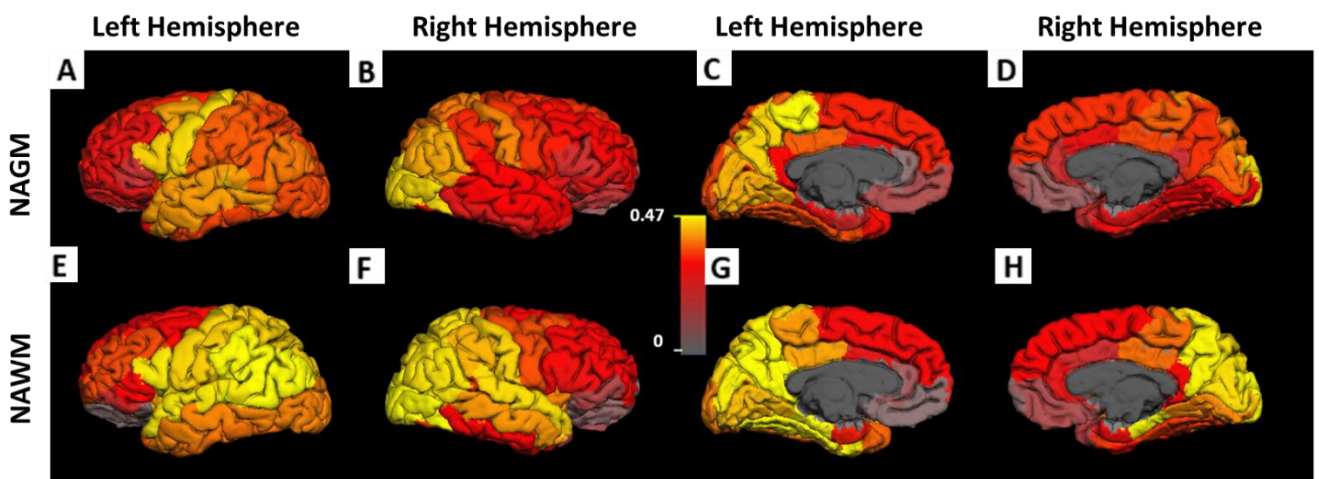 Left Hemisphere Right Hemisphere Left Hemisphere Right Hemisphere
A B C D
NAGM
0.47
0
E F G H
NAWM